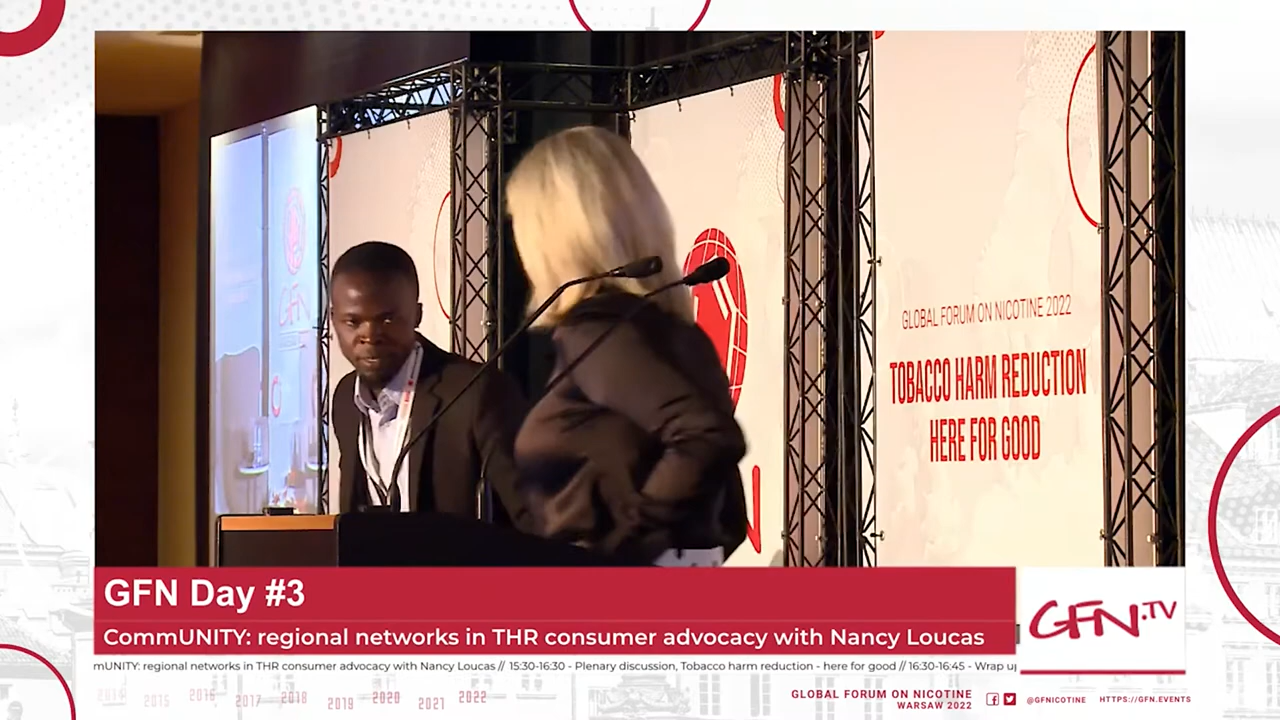 GFN
GLOBAL FORUM ON NICOTINE 2022
TOBACCO HARM REDUCTION
HERE FOR GOOD
N
GFN Day #3
CommUNITY: regional networks in THR consumer advocacy with Nancy Loucas
GFN.TV
mUNITY: regional networks in THR consumer advocacy with Nancy Loucas // 15:30-16:30 - Plenary discussion, Tobacco harm reduction - here for good // 16:30-16:45 - Wrap up
2014 2015 2016 2017 2018 2019 2020 2021 2022
GLOBAL FORUM ON NICOTINE
WARSAW 2022
@GFNICOTINE
HTTPS://GFN.EVENTS